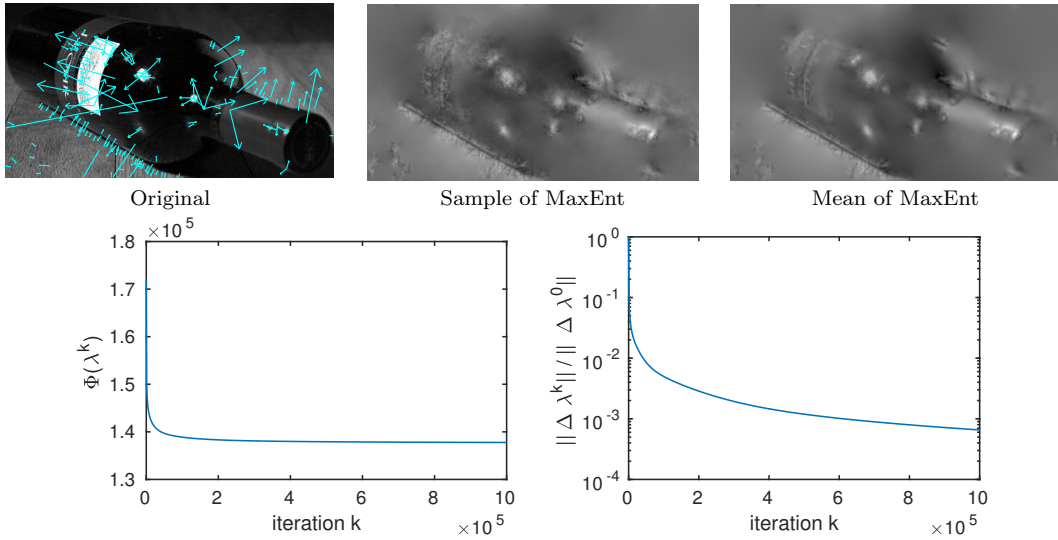 Original
Sample of MaxEnt
Mean of MaxEnt
×10 5
1.8
1.7
1.6
1.5
1.4
1.3
Φ(λ^k)
0 2 4 6 8 10
iteration k
×10^5
10^0
10^-1
10^-2
10^-3
10^-4
|| Δ λ^k|| / || Δ λ^0||
0 2 4 6 8 10
iteration k
×10^5